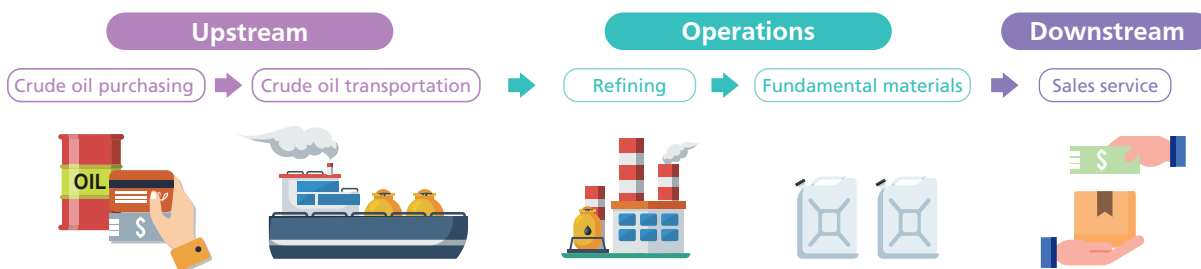 Upstream
Operations
Downstream
Crude oil purchasing
Crude oil transportation
Refining
Fundamental materials
Sales service
OIL
$
$